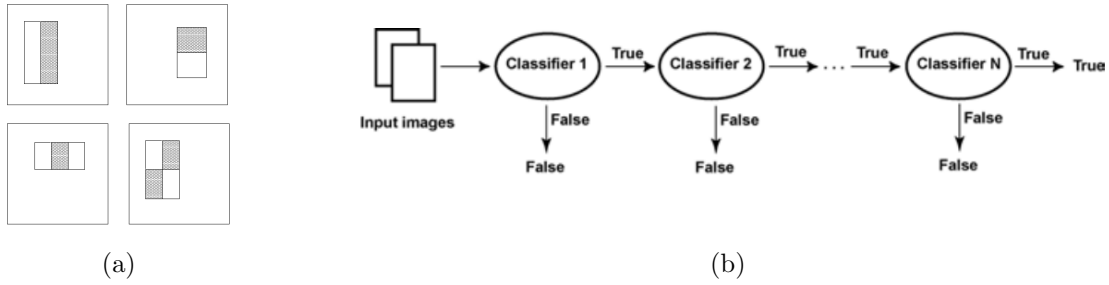 Classifier 1 True Classifier 2 True ... True Classifier N True True
Input images False False False
False False False
(a) (b)